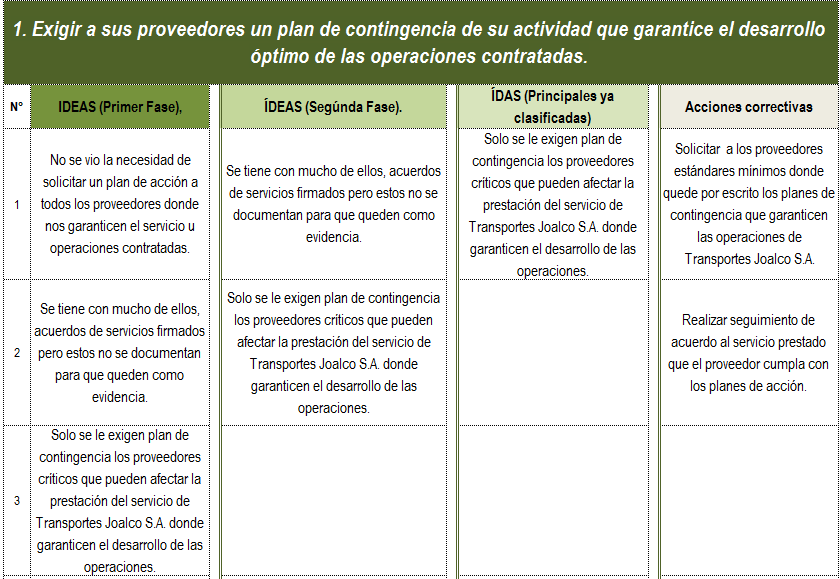 1. Exigir a sus proveedores un plan de contingencia de su actividad que garantice el desarrollo
óptimo de las operaciones contratadas.
N°
IDEAS (Primer Fase),
ÍDEAS (Segúnda Fase).
ÍDAS (Principales ya
clasificadas)
Acciones correctivas
1
No se vio la necesidad de
solicitar un plan de acción a
todos los proveedores donde
nos garanticen el servicio u
operaciones contratadas.
Se tiene con mucho de ellos, acuerdos
de servicios firmados pero estos no se
documentan para que queden como
evidencia.
Solo se le exigen plan de
contingencia los proveedores
críticos que pueden afectar la
prestación del servicio de
Transportes Joalco S.A. donde
garanticen el desarrollo de las
operaciones.
Solicitar a los proveedores
estándares mínimos donde
quede por escrito los planes de
contingencia que garanticen
las operaciones de
Transportes Joalco S.A.
2
Se tiene con mucho de ellos,
acuerdos de servicios firmados
pero estos no se documentan
para que queden como
evidencia.
Solo se le exigen plan de contingencia
los proveedores críticos que pueden
afectar la prestación del servicio de
Transportes Joalco S.A. donde
garanticen el desarrollo de las
operaciones.
Realizar seguimiento de
acuerdo al servicio prestado
que el proveedor cumpla con
los planes de acción.
3
Solo se le exigen plan de
contingencia los proveedores
críticos que pueden afectar la
prestación del servicio de
Transportes Joalco S.A. donde
garanticen el desarrollo de las
operaciones.